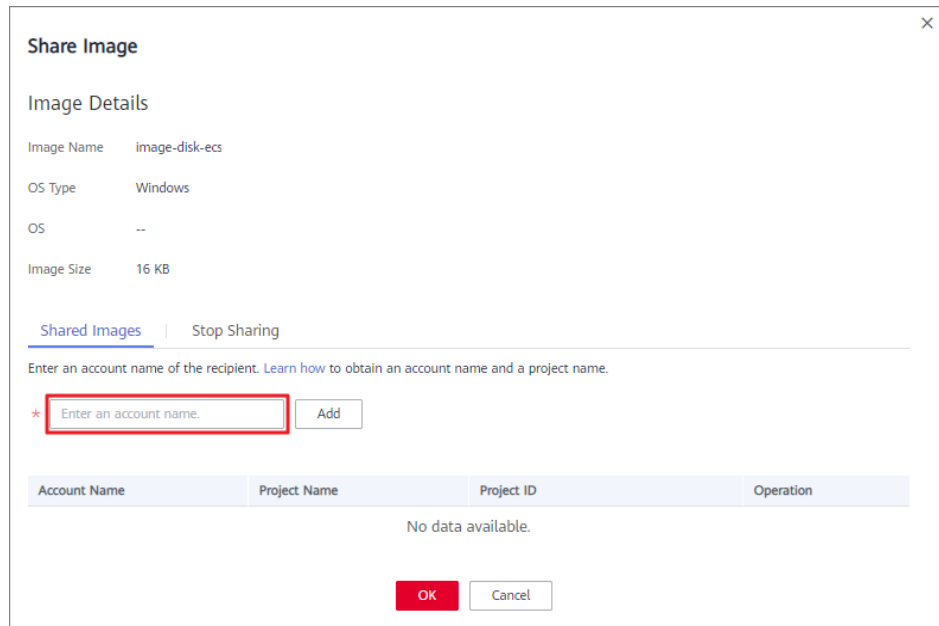 Share Image
Image Details
Image Name image-disk-ecs
OS Type Windows
OS --
Image Size 16 KB
Shared Images Stop Sharing
Enter an account name of the recipient. Learn how to obtain an account name and a project name.
* Enter an account name. Add
Account Name Project Name Project ID Operation
No data available.
OK Cancel